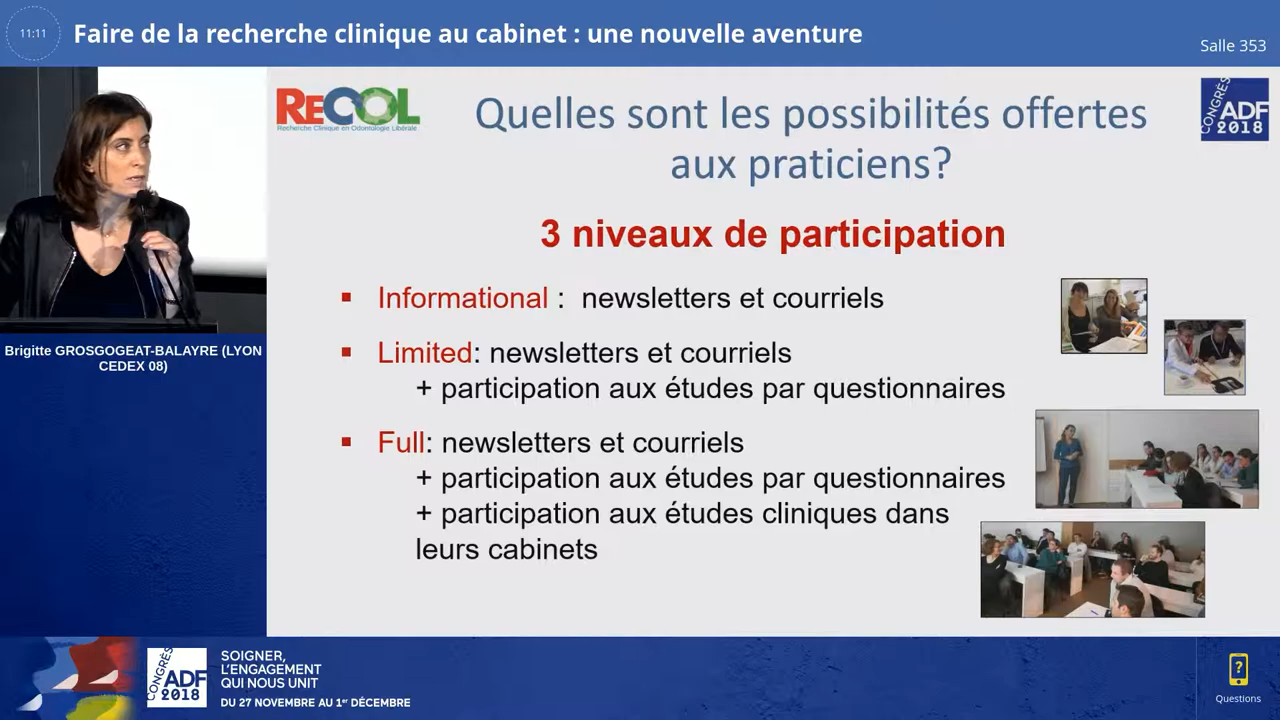 11:11
Faire de la recherche clinique au cabinet : une nouvelle aventure
Salle 353
RECOL
Recherche Clinique en Odontologie Libérale
Quelles sont les possibilités offertes
aux praticiens?
CONGRÈS
ADF
2018
3 niveaux de participation
▪ Informational : newsletters et courriels
▪ Limited: newsletters et courriels
+ participation aux études par questionnaires
▪ Full: newsletters et courriels
+ participation aux études par questionnaires
+ participation aux études cliniques dans
leurs cabinets
Brigitte GROSGOGEAT-BALAYRE (LYON
CEDEX 08)
CONGRÈS
ADF
2018
SOIGNER,
L'ENGAGEMENT
QUI NOUS UNIT
DU 27 NOVEMBRE AU 1er DÉCEMBRE
?
Questions